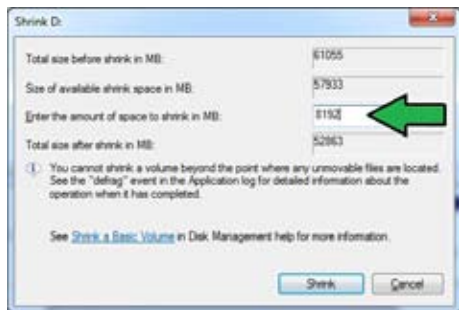 Shrink D:
Total size before shrink in MB:
61055
Size of available shrink space in MB:
57933
Enter the amount of space to shrink in MB:
8192
Total size after shrink in MB:
52863
You cannot shrink a volume beyond the point where any unmovable files are located.
See the "defrag" event in the Application log for detailed information about the
operation when it has completed.
See Shrink a Basic Volume in Disk Management help for more information.
Shrink
Cancel